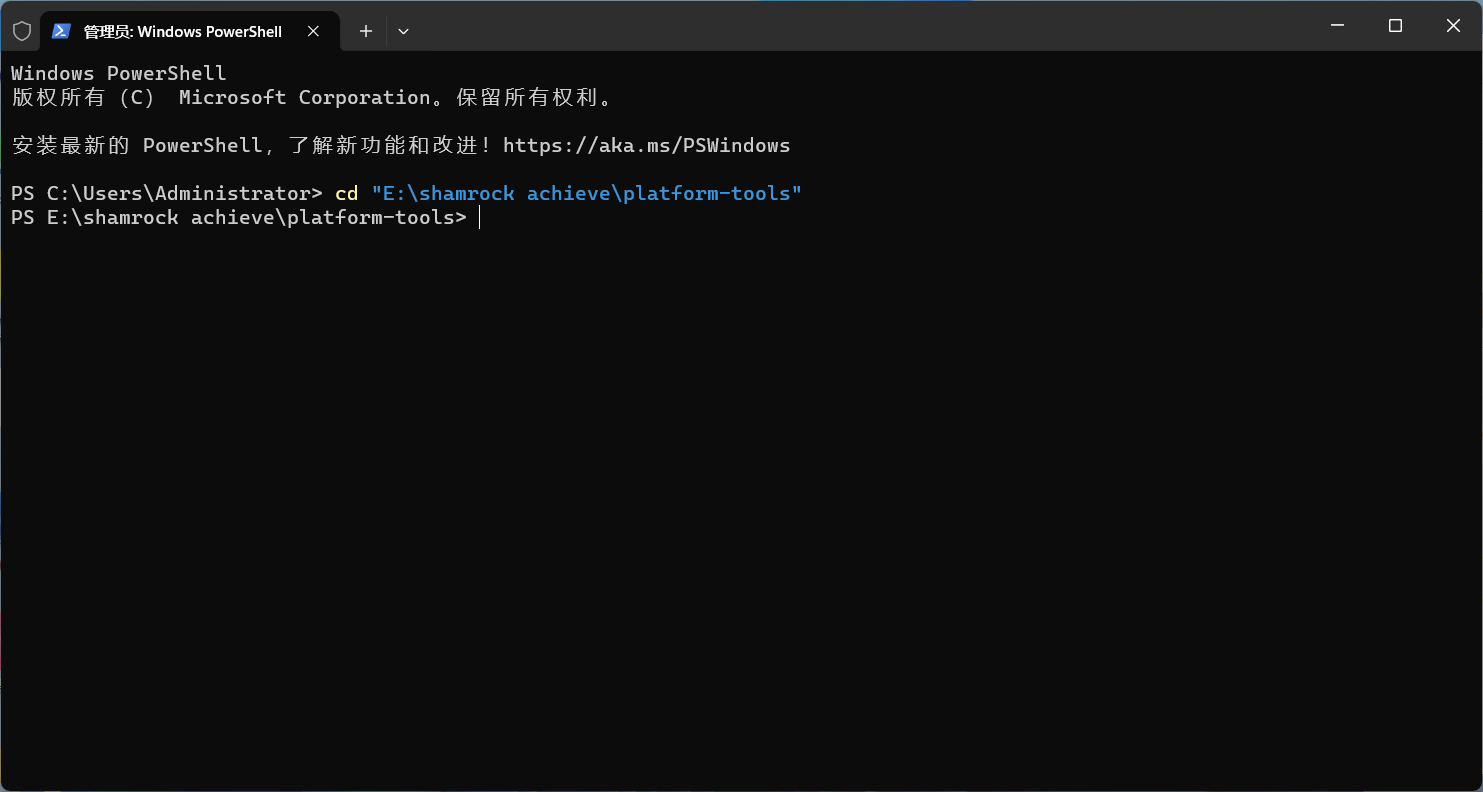 管理员: Windows PowerShell
Windows PowerShell
版权所有（C） Microsoft Corporation。保留所有权利。
安装最新的 PowerShell，了解新功能和改进！https://aka.ms/PSWindows
PS C:\Users\Administrator> cd "E:\shamrock achieve\platform-tools"
PS E:\shamrock achieve\platform-tools>